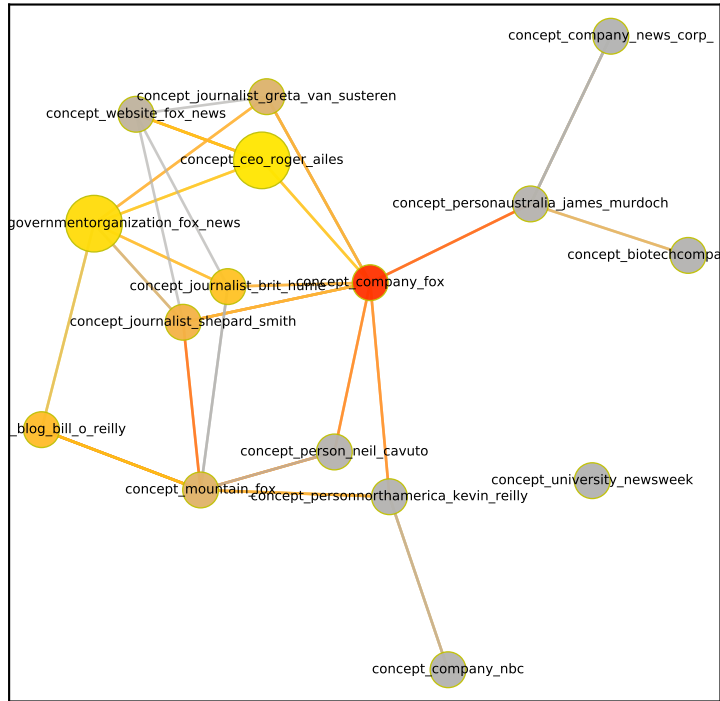 concept_company_news_corp_
concept_journalist_greta_van_susteren
concept_website_fox_news
concept_ceo_roger_ailes
concept_personaustralia_james_murdoch
governmentorganization_fox_news
concept_biotechcompa
concept_company_fox
concept_journalist_brit_hume
concept_journalist_shepard_smith
_blog_bill_o_reilly
concept_person_neil_cavuto
concept_university_newsweek
concept_mountain_fox
concept_personnorthamerica_kevin_reilly
concept_company_nbc